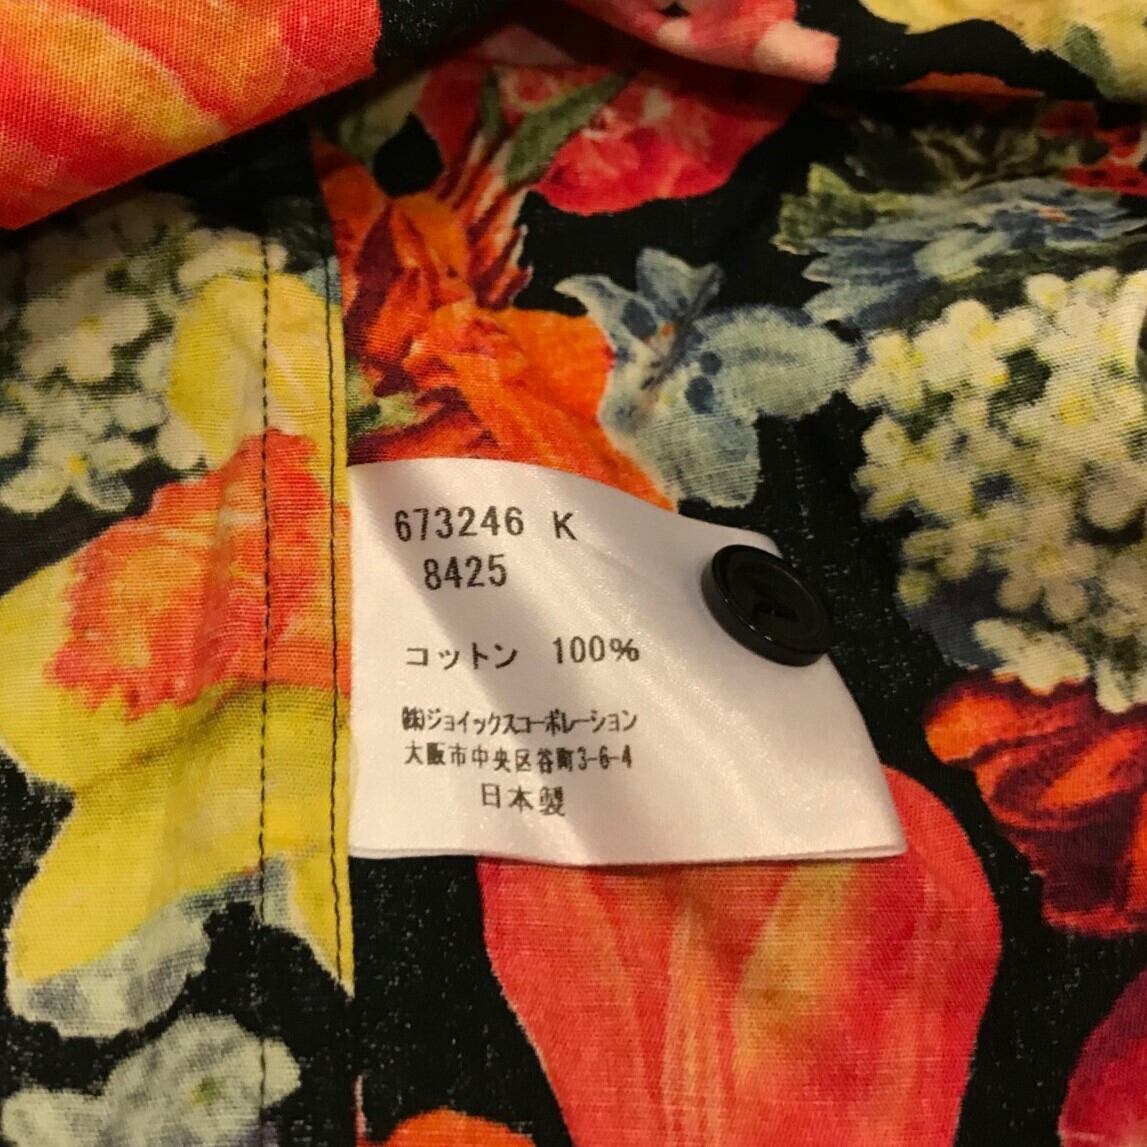 673246 K
8425
コットン 100%
㈱ジョイックスコーポレーション
大阪市中央区谷町3-6-4
日本製